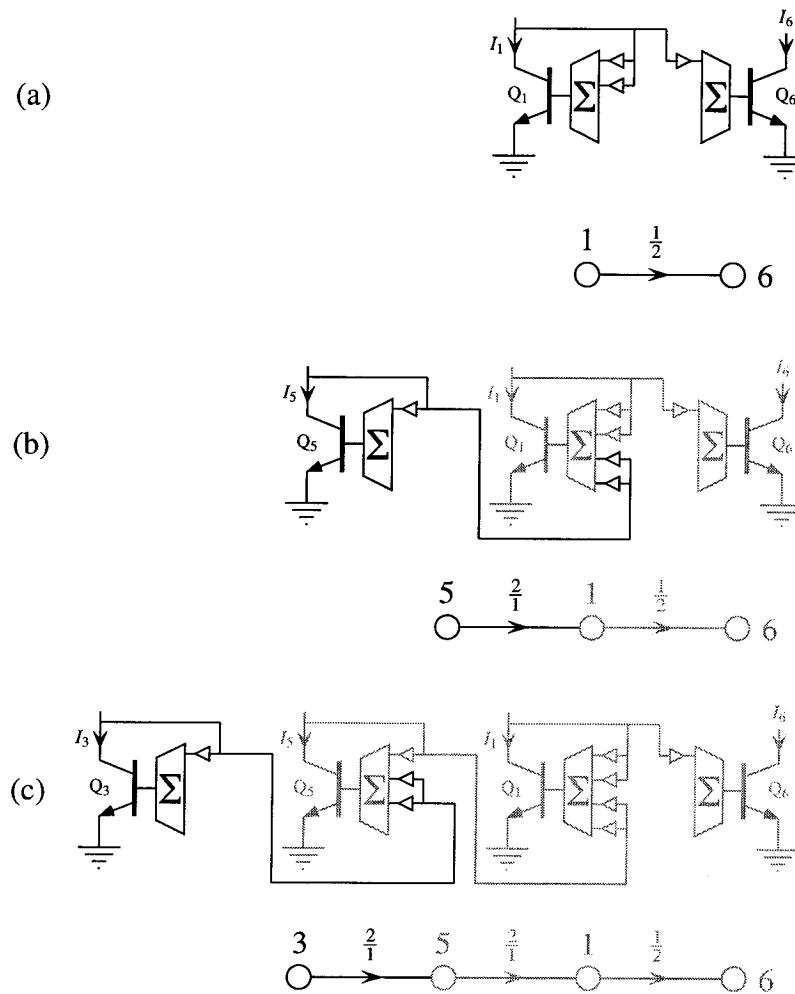 (a)
I₁ I₆
Q₁ Σ Σ Q₆
1 ½ 6
(b)
I₅ I₁ I₆
Q₅ Σ Q₁ Σ Σ Q₆
5 2/1 1 ½ 6
(c)
I₃ I₅ I₁ I₆
Q₃ Σ Q₅ Σ Q₁ Σ Σ Q₆
3 2/1 5 2/1 1 ½ 6